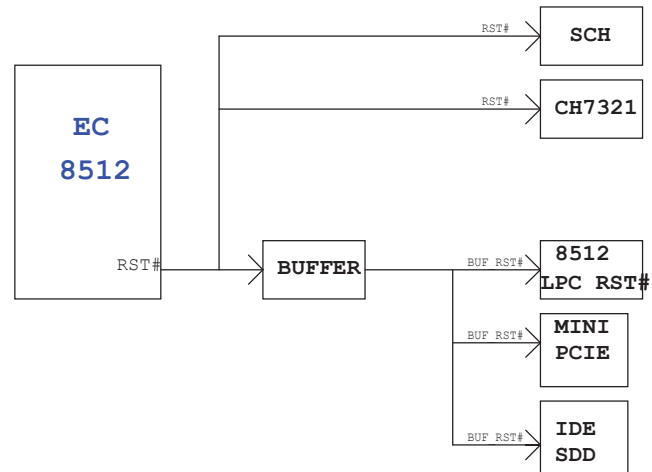 RST#
SCH
RST#
CH7321
EC
8512
RST#
BUFFER
BUF RST#
8512
LPC RST#
BUF RST#
MINI
PCIE
BUF RST#
IDE
SDD